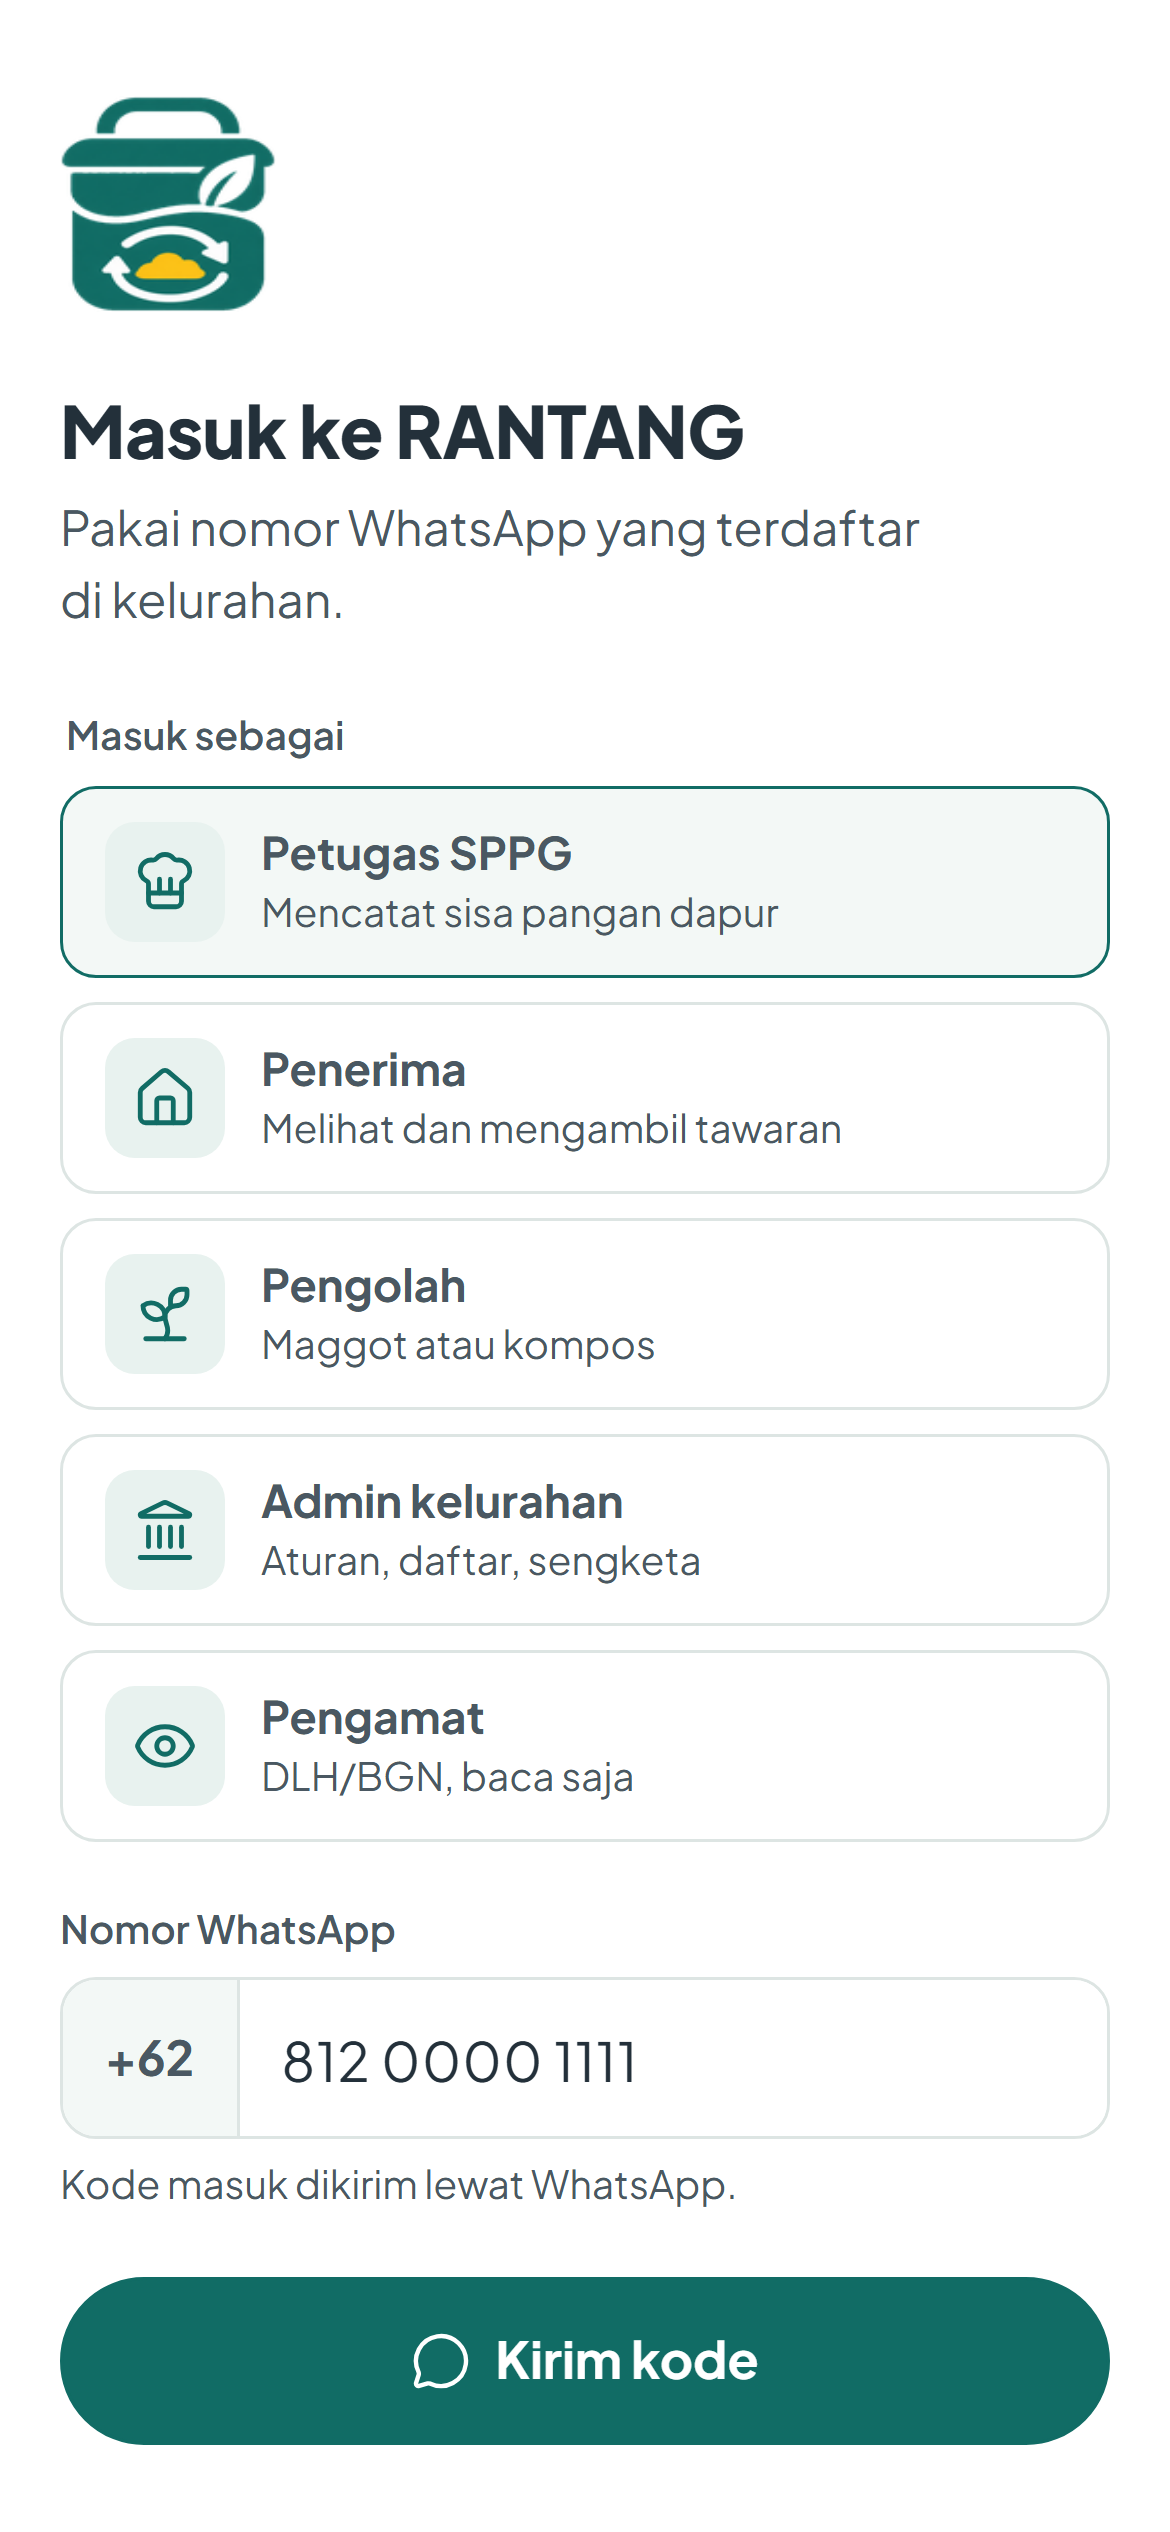 Masuk ke RANTANG
Pakai nomor WhatsApp yang terdaftar
di kelurahan.
Masuk sebagai
Petugas SPPG
Mencatat sisa pangan dapur
Penerima
Melihat dan mengambil tawaran
Pengolah
Maggot atau kompos
Admin kelurahan
Aturan, daftar, sengketa
Pengamat
DLH/BGN, baca saja
Nomor WhatsApp
+62 812 0000 1111
Kode masuk dikirim lewat WhatsApp.
Kirim kode